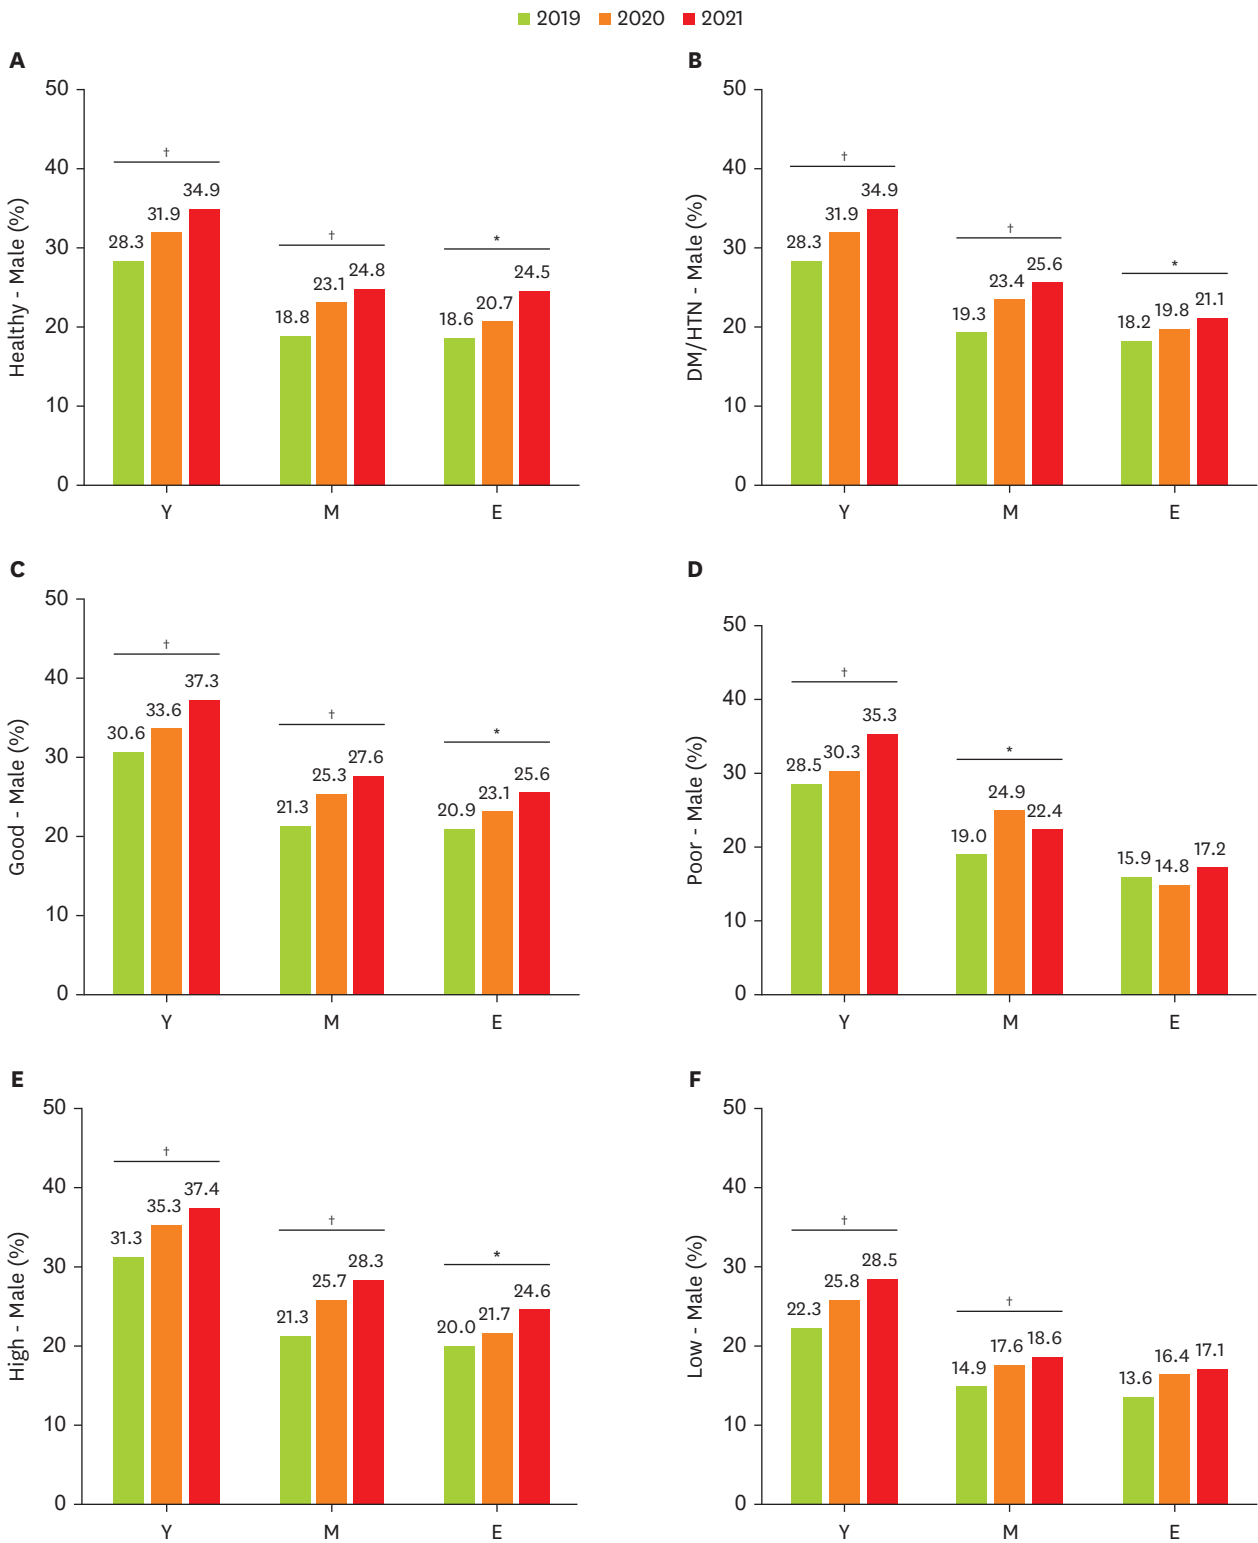 2019 2020 2021
A
Healthy - Male (%)
50
40
30
20
10
0
†
28.3 31.9 34.9
†
18.8 23.1 24.8
*
18.6 20.7 24.5
Y M E
B
DM/HTN - Male (%)
50
40
30
20
10
0
†
28.3 31.9 34.9
†
19.3 23.4 25.6
*
18.2 19.8 21.1
Y M E
C
Good - Male (%)
50
40
30
20
10
0
†
30.6 33.6 37.3
†
21.3 25.3 27.6
*
20.9 23.1 25.6
Y M E
D
Poor - Male (%)
50
40
30
20
10
0
†
28.5 30.3 35.3
*
19.0 24.9 22.4
15.9 14.8 17.2
Y M E
E
High - Male (%)
50
40
30
20
10
0
†
31.3 35.3 37.4
†
21.3 25.7 28.3
*
20.0 21.7 24.6
Y M E
F
Low - Male (%)
50
40
30
20
10
0
†
22.3 25.8 28.5
†
14.9 17.6 18.6
13.6 16.4 17.1
Y M E